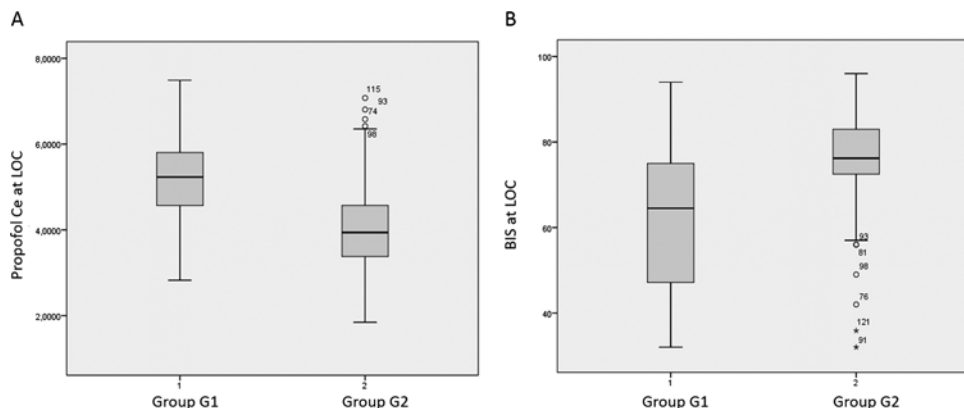 A
Propofol Ce at LOC
8,0000
6,0000
4,0000
2,0000
115
93
74
98
1
2
Group G1
Group G2
B
BIS at LOC
100
80
60
40
93
81
98
76
121
91
1
2
Group G1
Group G2